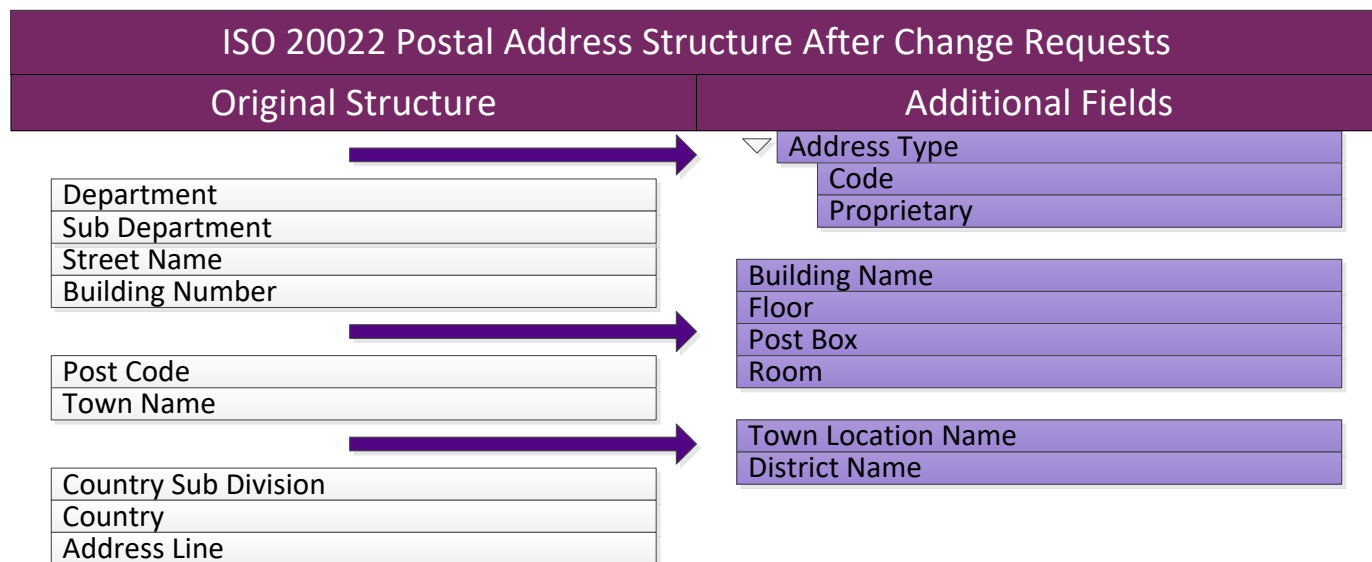 ISO 20022 Postal Address Structure After Change Requests
Original Structure
Additional Fields
Address Type
Code
Proprietary
Department
Sub Department
Street Name
Building Number
Building Name
Floor
Post Box
Room
Post Code
Town Name
Town Location Name
District Name
Country Sub Division
Country
Address Line